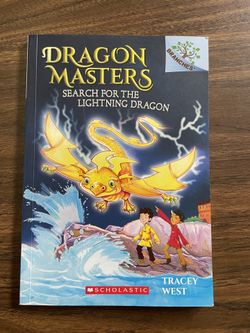 DRAGON
MASTERS
BRANCHES
SEARCH FOR THE
LIGHTNING DRAGON
TRACEY
WEST
SCHOLASTIC